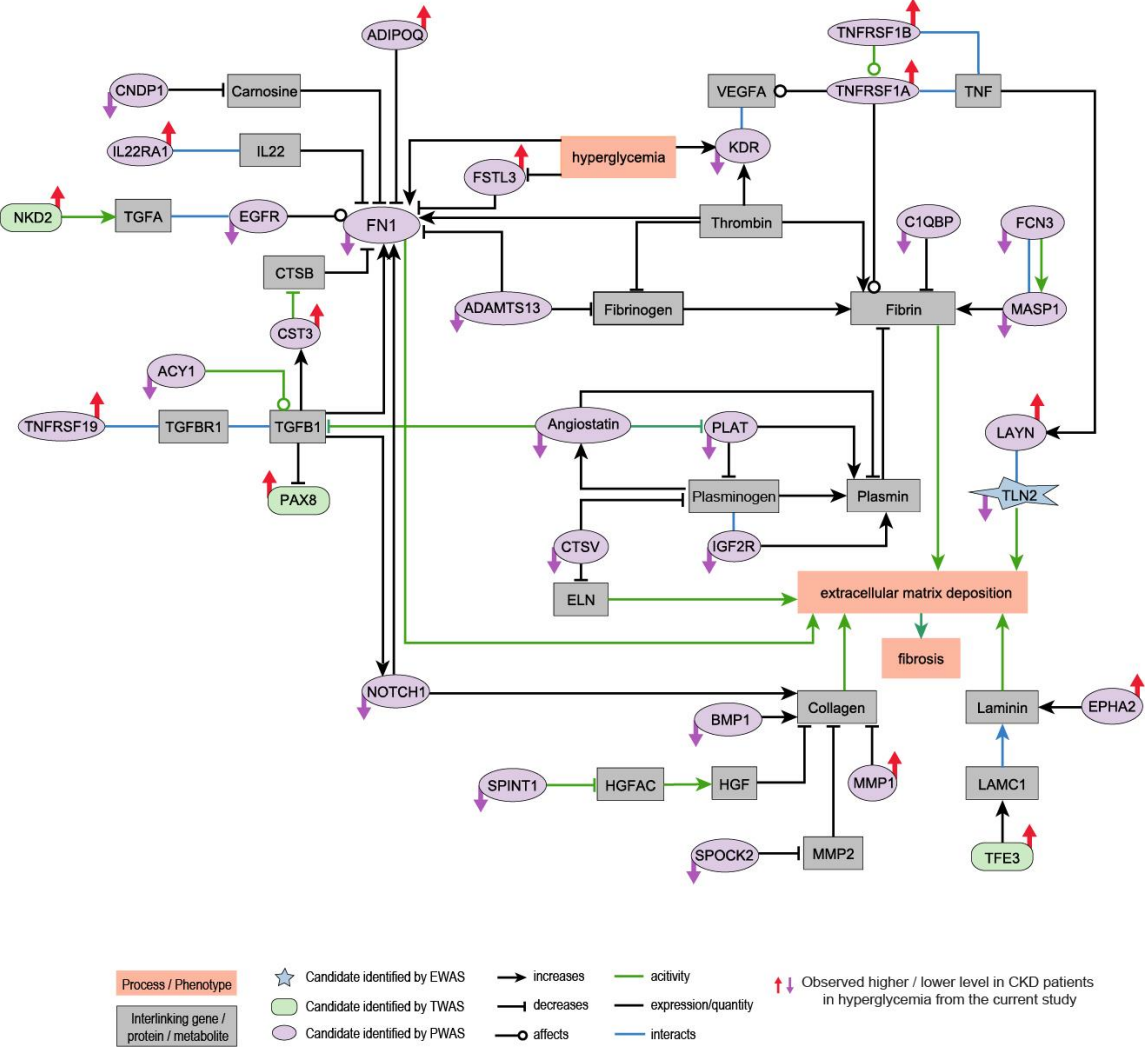 ADIPOQ
TNFRSF1B
CNDP1
Carnosine
VEGFA
TNFRSF1A
TNF
IL22RA1
IL22
hyperglycemia
KDR
FSTL3
NKD2
TGFA
EGFR
FN1
Thrombin
C1QBP
FCN3
CTSB
ADAMTS13
Fibrinogen
Fibrin
MASP1
CST3
ACY1
TNFRSF19
TGFBR1
TGFB1
Angiostatin
PLAT
LAYN
PAX8
Plasminogen
Plasmin
TLN2
CTSV
IGF2R
ELN
extracellular matrix deposition
fibrosis
NOTCH1
Collagen
BMP1
Laminin
EPHA2
SPINT1
HGFAC
HGF
MMP1
LAMC1
SPOCK2
MMP2
TFE3
Process / Phenotype
Candidate identified by EWAS
increases
acitivity
Observed higher / lower level in CKD patients
in hyperglycemia from the current study
Interlinking gene /
protein / metabolite
Candidate identified by TWAS
decreases
expression/quantity
Candidate identified by PWAS
affects
interacts